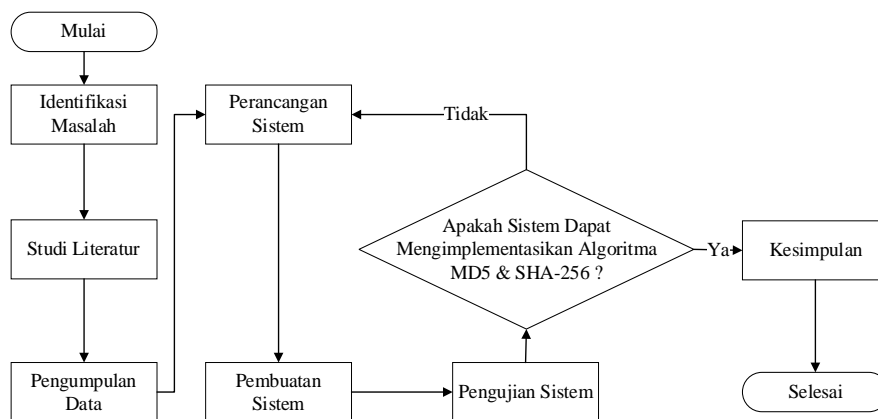 Mulai
Identifikasi
Masalah
Studi Literatur
Pengumpulan
Data
Perancangan
Sistem
Pembuatan
Sistem
Pengujian Sistem
Apakah Sistem Dapat
Mengimplementasikan Algoritma
MD5 & SHA-256 ?
Tidak
Ya
Kesimpulan
Selesai